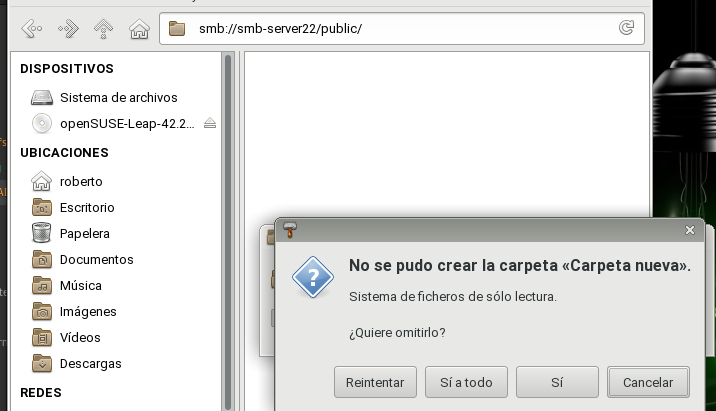 smb://smb-server22/public/
DISPOSITIVOS
Sistema de archivos
openSUSE-Leap-42.2...
UBICACIONES
roberto
Escritorio
Papelera
Documentos
Música
Imágenes
Vídeos
Descargas
REDES
No se pudo crear la carpeta «Carpeta nueva».
Sistema de ficheros de sólo lectura.
¿Quiere omitirlo?
Reintentar
Sí a todo
Sí
Cancelar